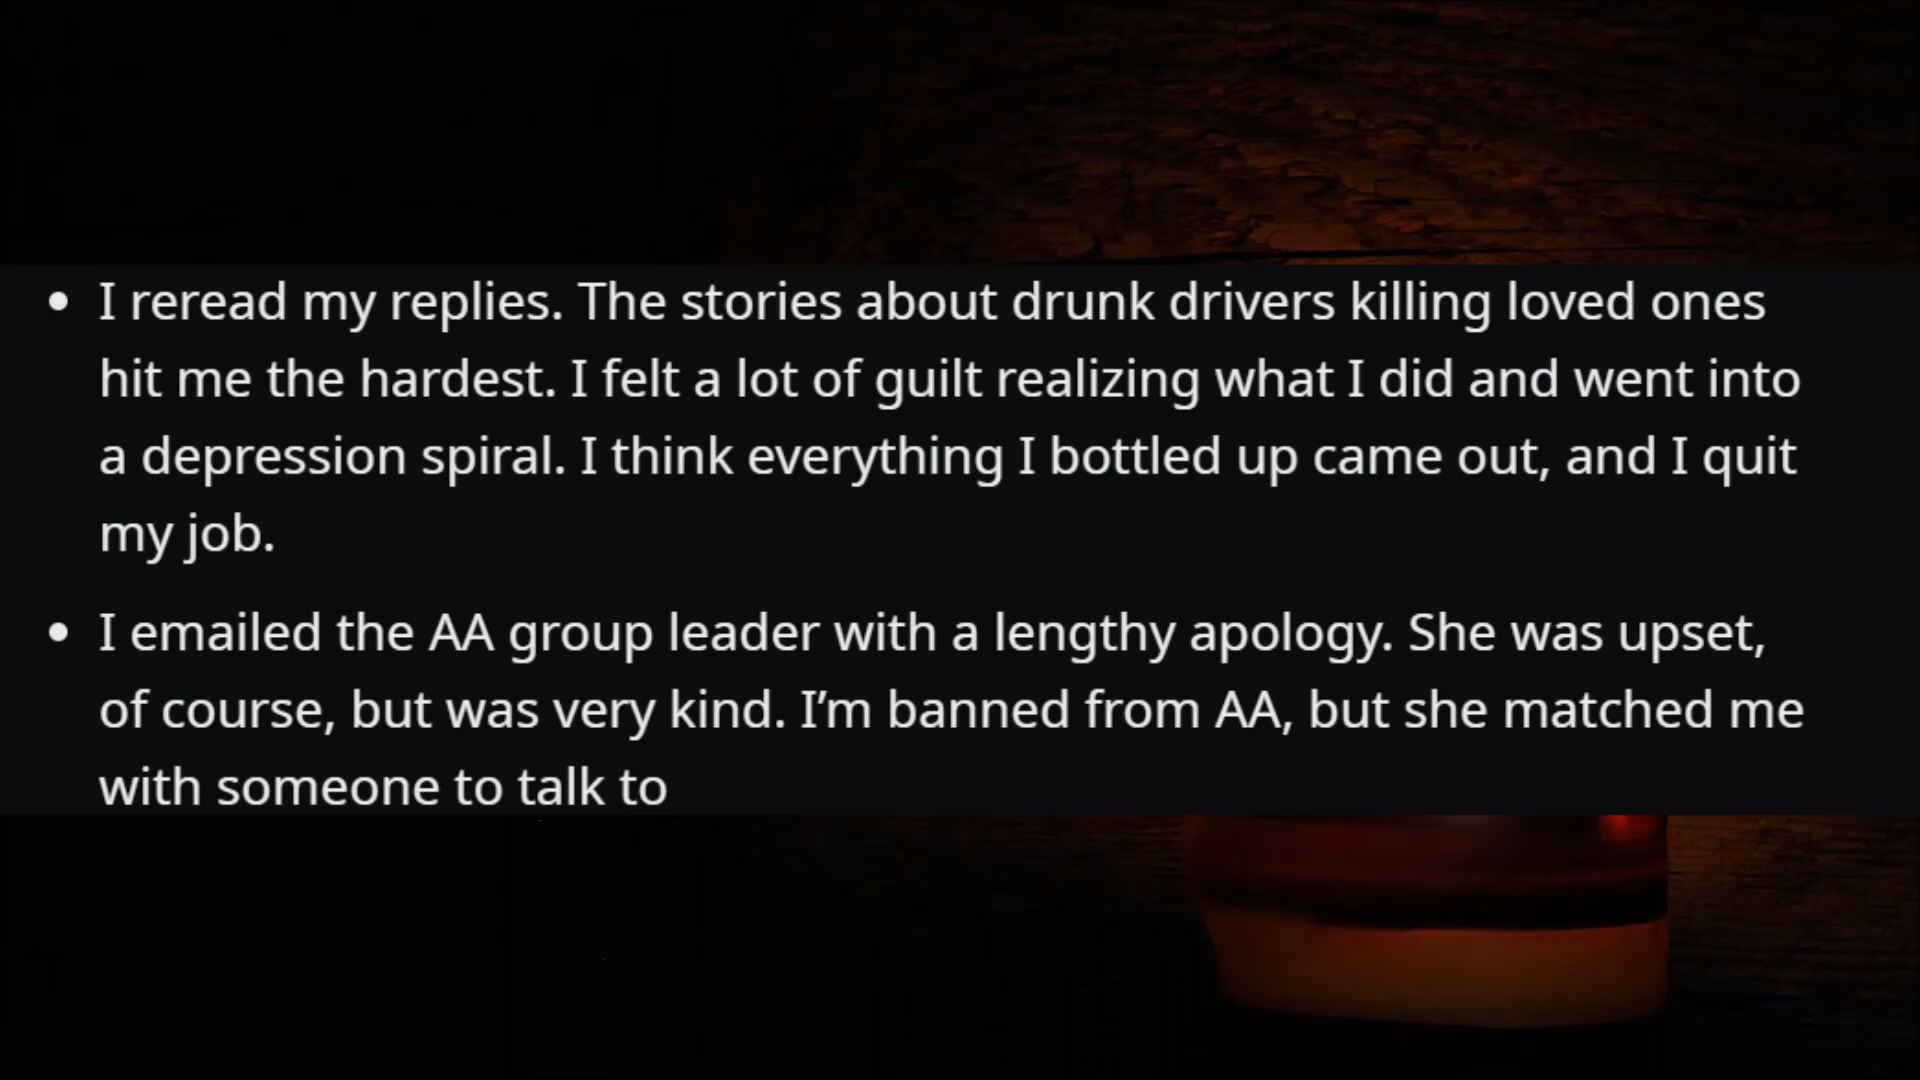 • I reread my replies. The stories about drunk drivers killing loved ones
hit me the hardest. I felt a lot of guilt realizing what I did and went into
a depression spiral. I think everything I bottled up came out, and I quit
my job.
• I emailed the AA group leader with a lengthy apology. She was upset,
of course, but was very kind. I’m banned from AA, but she matched me
with someone to talk to